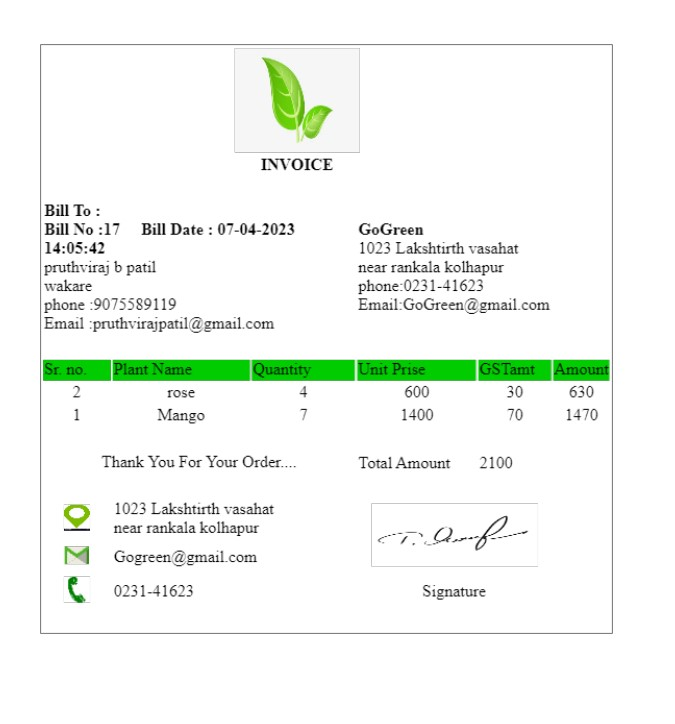 INVOICE
Bill To :
Bill No :17 Bill Date : 07-04-2023
14:05:42
pruthviraj b patil
wakare
phone :9075589119
Email :pruthvirajpatil@gmail.com
GoGreen
1023 Lakshtirth vasahat
near rankala kolhapur
phone:0231-41623
Email:GoGreen@gmail.com
Sr. no. Plant Name Quantity Unit Prise GSTamt Amount
2 rose 4 600 30 630
1 Mango 7 1400 70 1470
Thank You For Your Order.... Total Amount 2100
1023 Lakshtirth vasahat
near rankala kolhapur
Gogreen@gmail.com
0231-41623
Signature